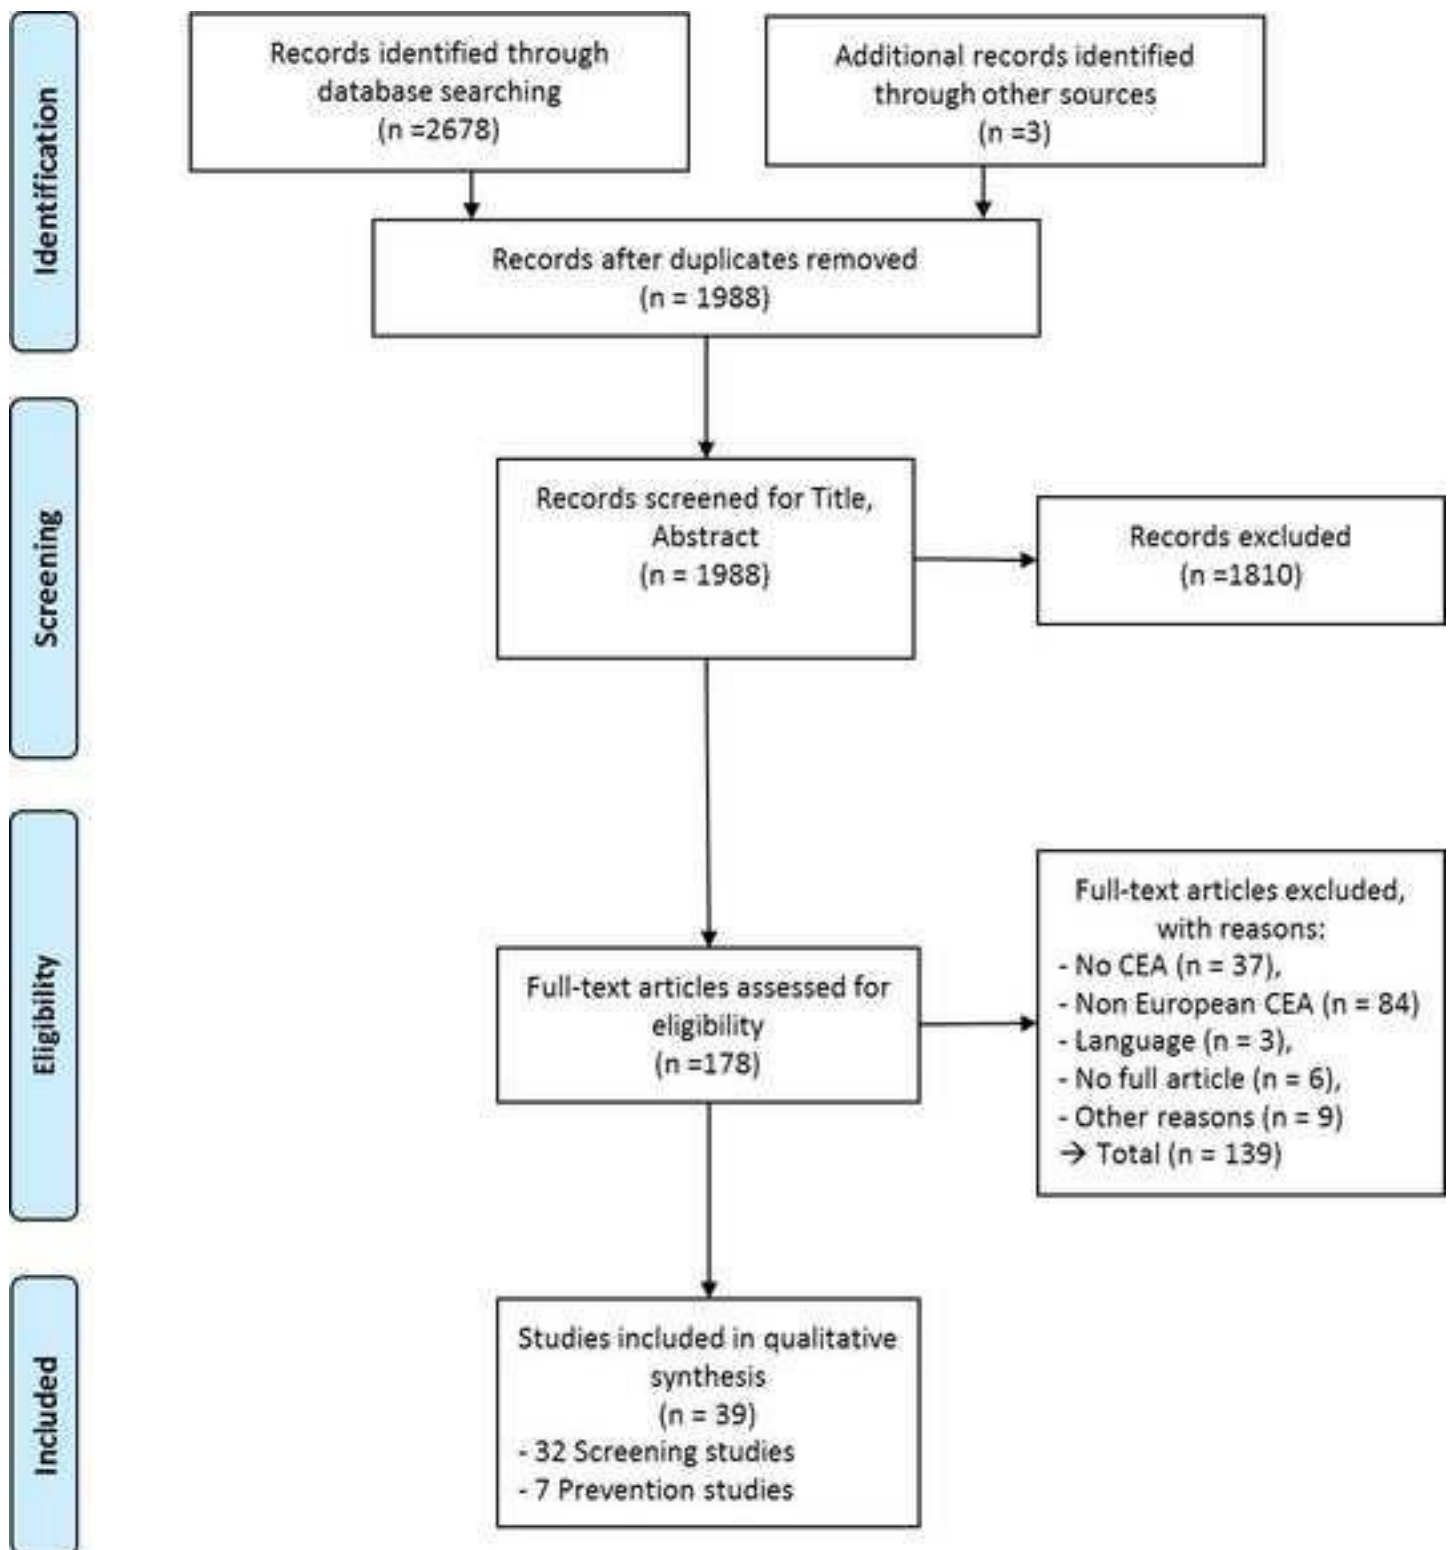 Identification
Records identified through
database searching
(n =2678)
Additional records identified
through other sources
(n =3)
Records after duplicates removed
(n = 1988)
Screening
Records screened for Title,
Abstract
(n = 1988)
Records excluded
(n =1810)
Eligibility
Full-text articles assessed for
eligibility
(n =178)
Full-text articles excluded,
with reasons:
- No CEA (n = 37),
- Non European CEA (n = 84)
- Language (n = 3),
- No full article (n = 6),
- Other reasons (n = 9)
→ Total (n = 139)
Included
Studies included in qualitative
synthesis
(n = 39)
- 32 Screening studies
- 7 Prevention studies